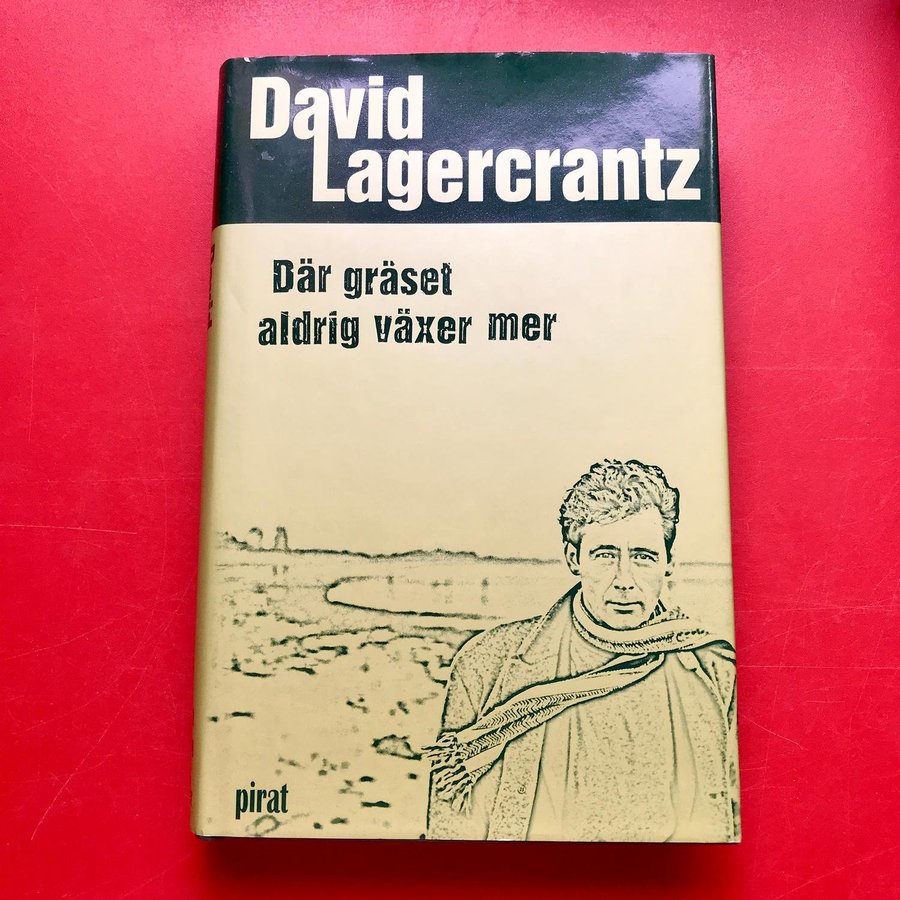 David
Lagercrantz
Där gräset
aldrig växer mer
pirat